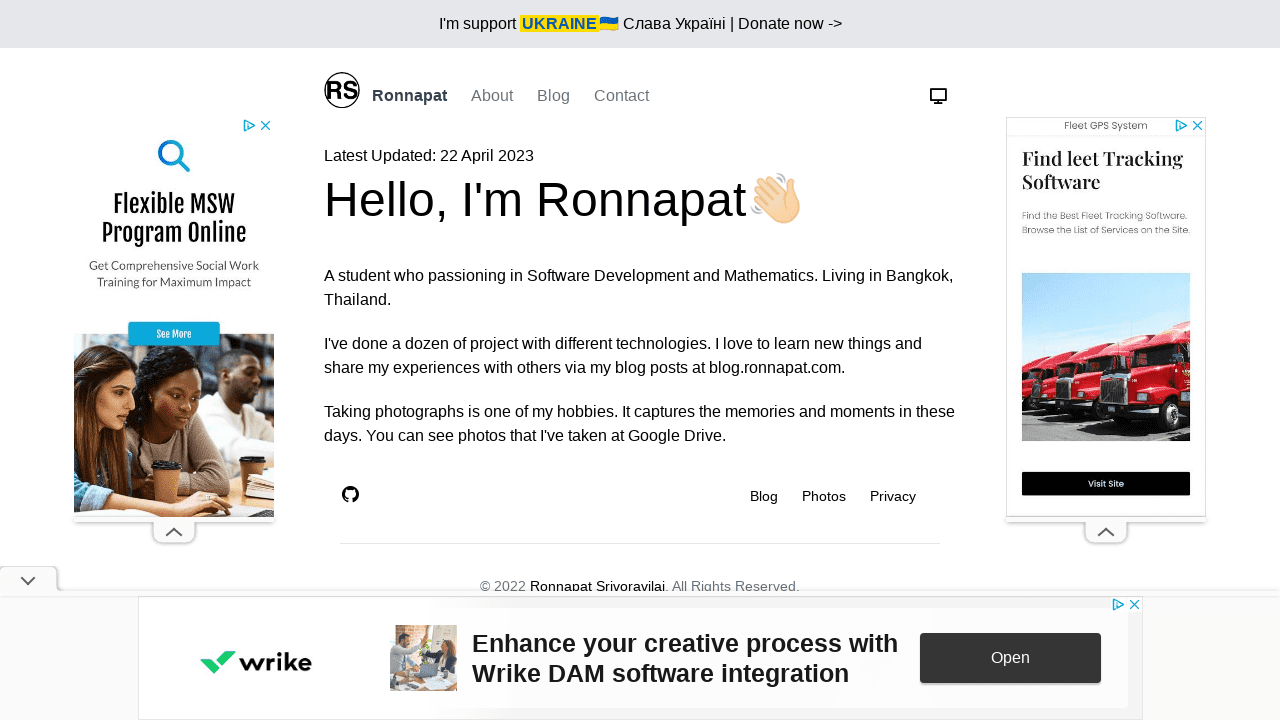 I'm support UKRAINE🇺🇦 Слава Україні | Donate now ->
RS Ronnapat About Blog Contact
Latest Updated: 22 April 2023
Hello, I'm Ronnapat👋🏻
A student who passioning in Software Development and Mathematics. Living in Bangkok,
Thailand.
I've done a dozen of project with different technologies. I love to learn new things and
share my experiences with others via my blog posts at blog.ronnapat.com.
Taking photographs is one of my hobbies. It captures the memories and moments in these
days. You can see photos that I've taken at Google Drive.
Blog Photos Privacy
© 2022 Ronnapat Srivoravilai. All Rights Reserved.
Flexible MSW
Program Online
Get Comprehensive Social Work
Training for Maximum Impact
See More
Fleet GPS System
Find leet Tracking
Software
Find the Best Fleet Tracking Software.
Browse the List of Services on the Site.
Visit Site
wrike
Enhance your creative process with
Wrike DAM software integration
Open